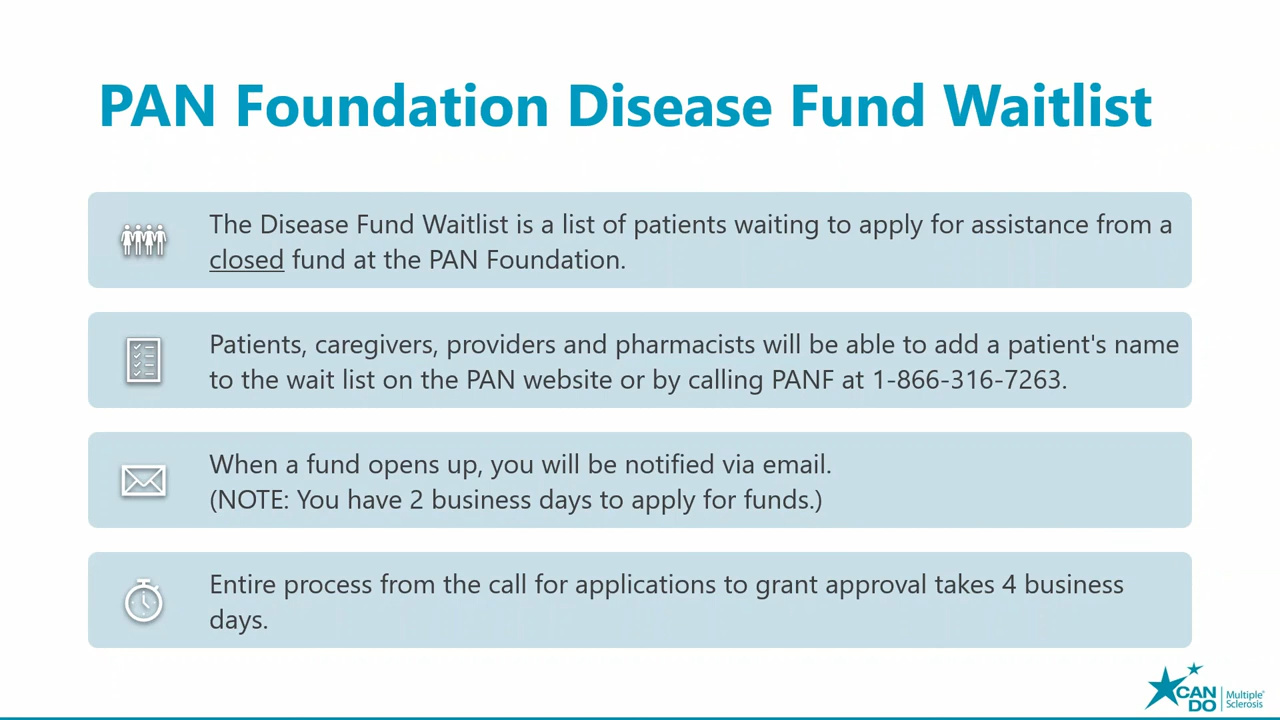 PAN Foundation Disease Fund Waitlist
The Disease Fund Waitlist is a list of patients waiting to apply for assistance from a
closed fund at the PAN Foundation.
Patients, caregivers, providers and pharmacists will be able to add a patient's name
to the wait list on the PAN website or by calling PANF at 1-866-316-7263.
When a fund opens up, you will be notified via email.
(NOTE: You have 2 business days to apply for funds.)
Entire process from the call for applications to grant approval takes 4 business
days.
CAN DO
Multiple
Sclerosis